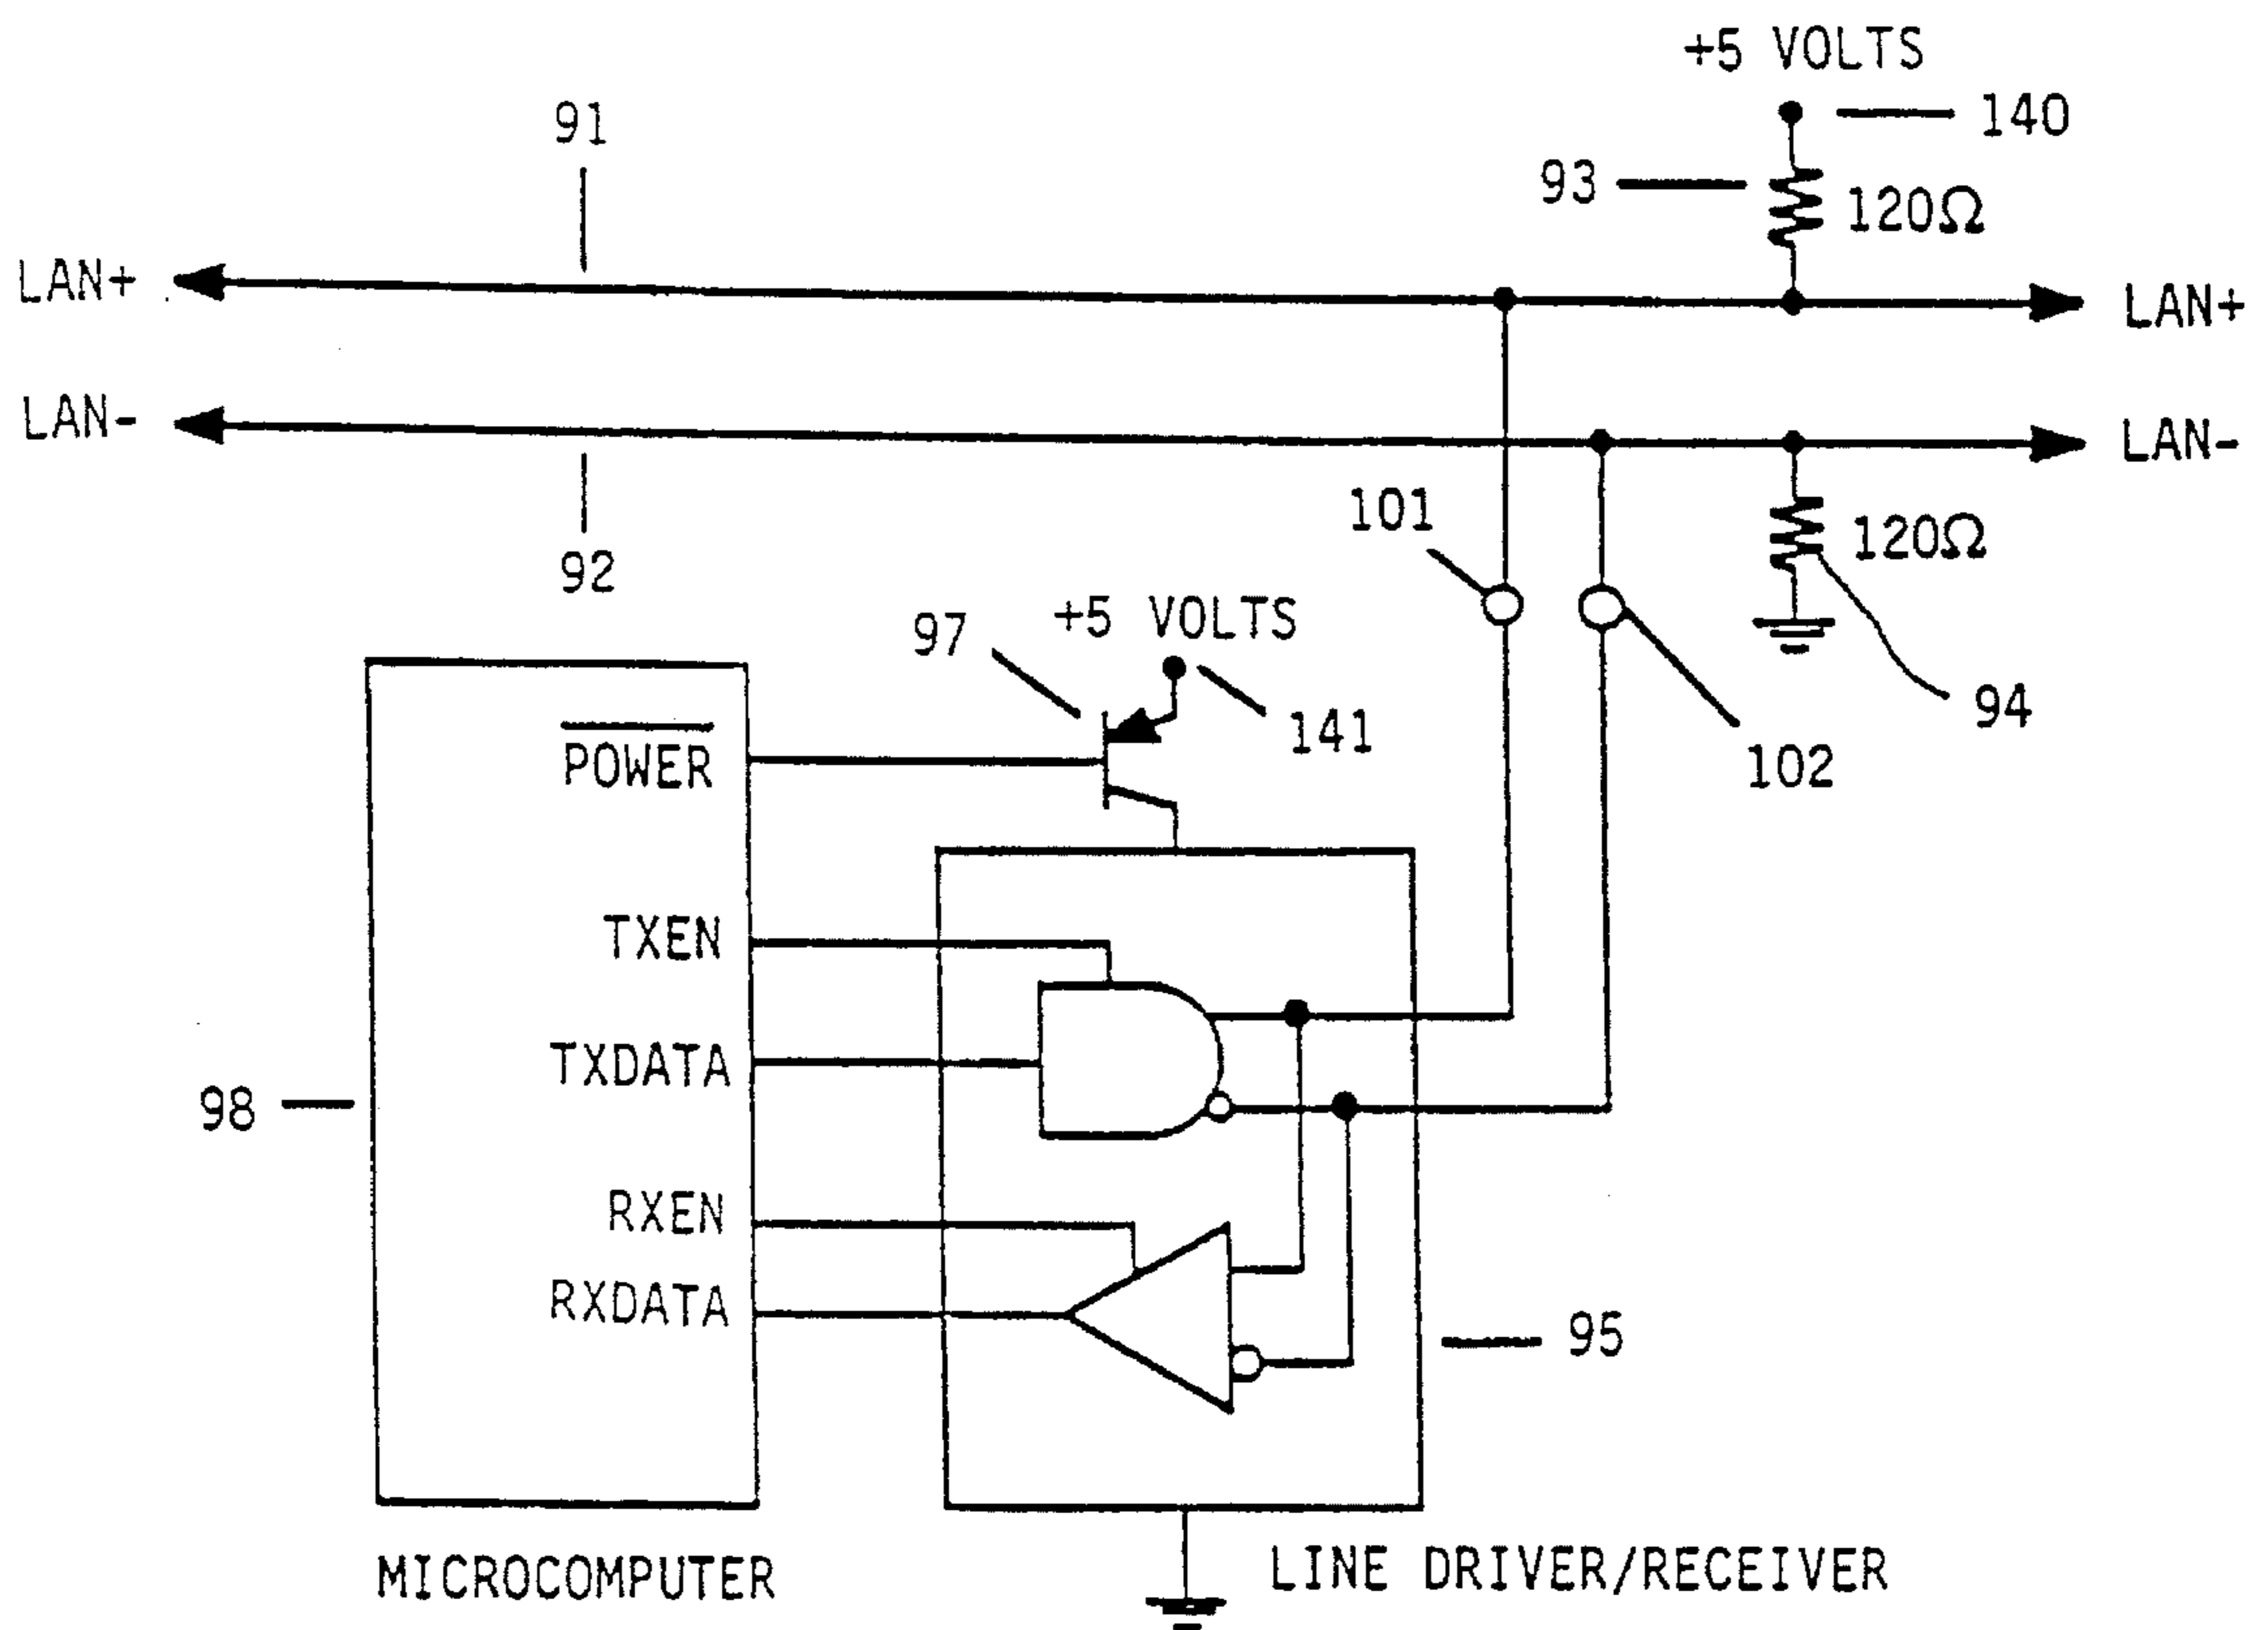 +5 VOLTS
91
140
93
120Ω
LAN+
LAN+
LAN-
LAN-
101
120Ω
92
97
+5 VOLTS
94
141
102
POWER
TXEN
TXDATA
98
RXEN
RXDATA
95
MICROCOMPUTER
LINE DRIVER/RECEIVER